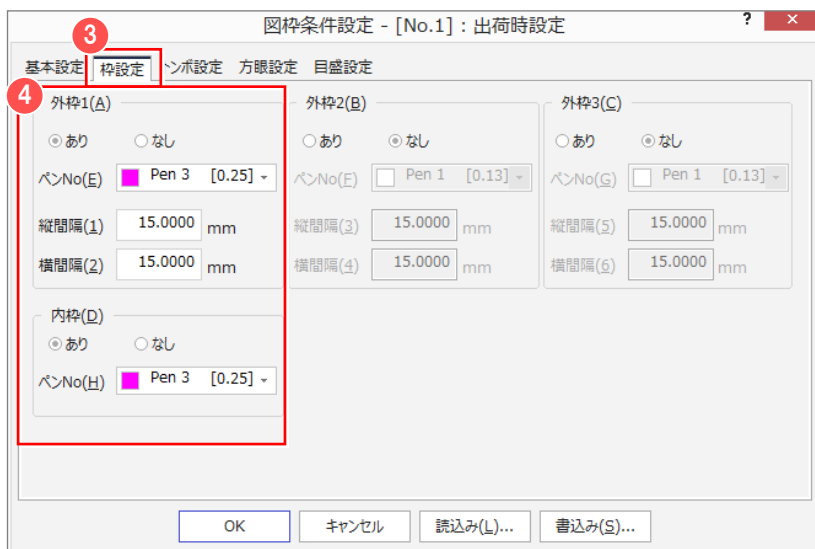 図枠条件設定 - [No.1] : 出荷時設定 ? ×
3
基本設定 枠設定 トンボ設定 方眼設定 目盛設定
4
外枠1(A) 外枠2(B) 外枠3(C)
あり なし あり なし あり なし
ペンNo(E) Pen 3 [0.25] ペンNo(F) Pen 1 [0.13] ペンNo(G) Pen 1 [0.13]
縦間隔(1) 15.0000 mm 縦間隔(3) 15.0000 mm 縦間隔(5) 15.0000 mm
横間隔(2) 15.0000 mm 横間隔(4) 15.0000 mm 横間隔(6) 15.0000 mm
内枠(D)
あり なし
ペンNo(H) Pen 3 [0.25]
OK キャンセル 読込み(L)... 書込み(S)...